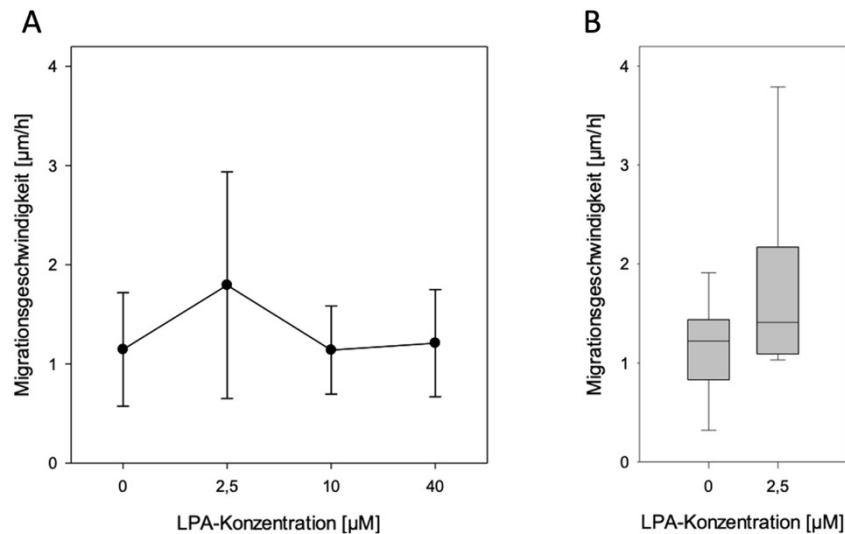 A
Migrationsgeschwindigkeit [µm/h]
4
3
2
1
0
0 2,5 10 40
LPA-Konzentration [µM]
B
Migrationsgeschwindigkeit [µm/h]
4
3
2
1
0
0 2,5
LPA-Konzentration [µM]